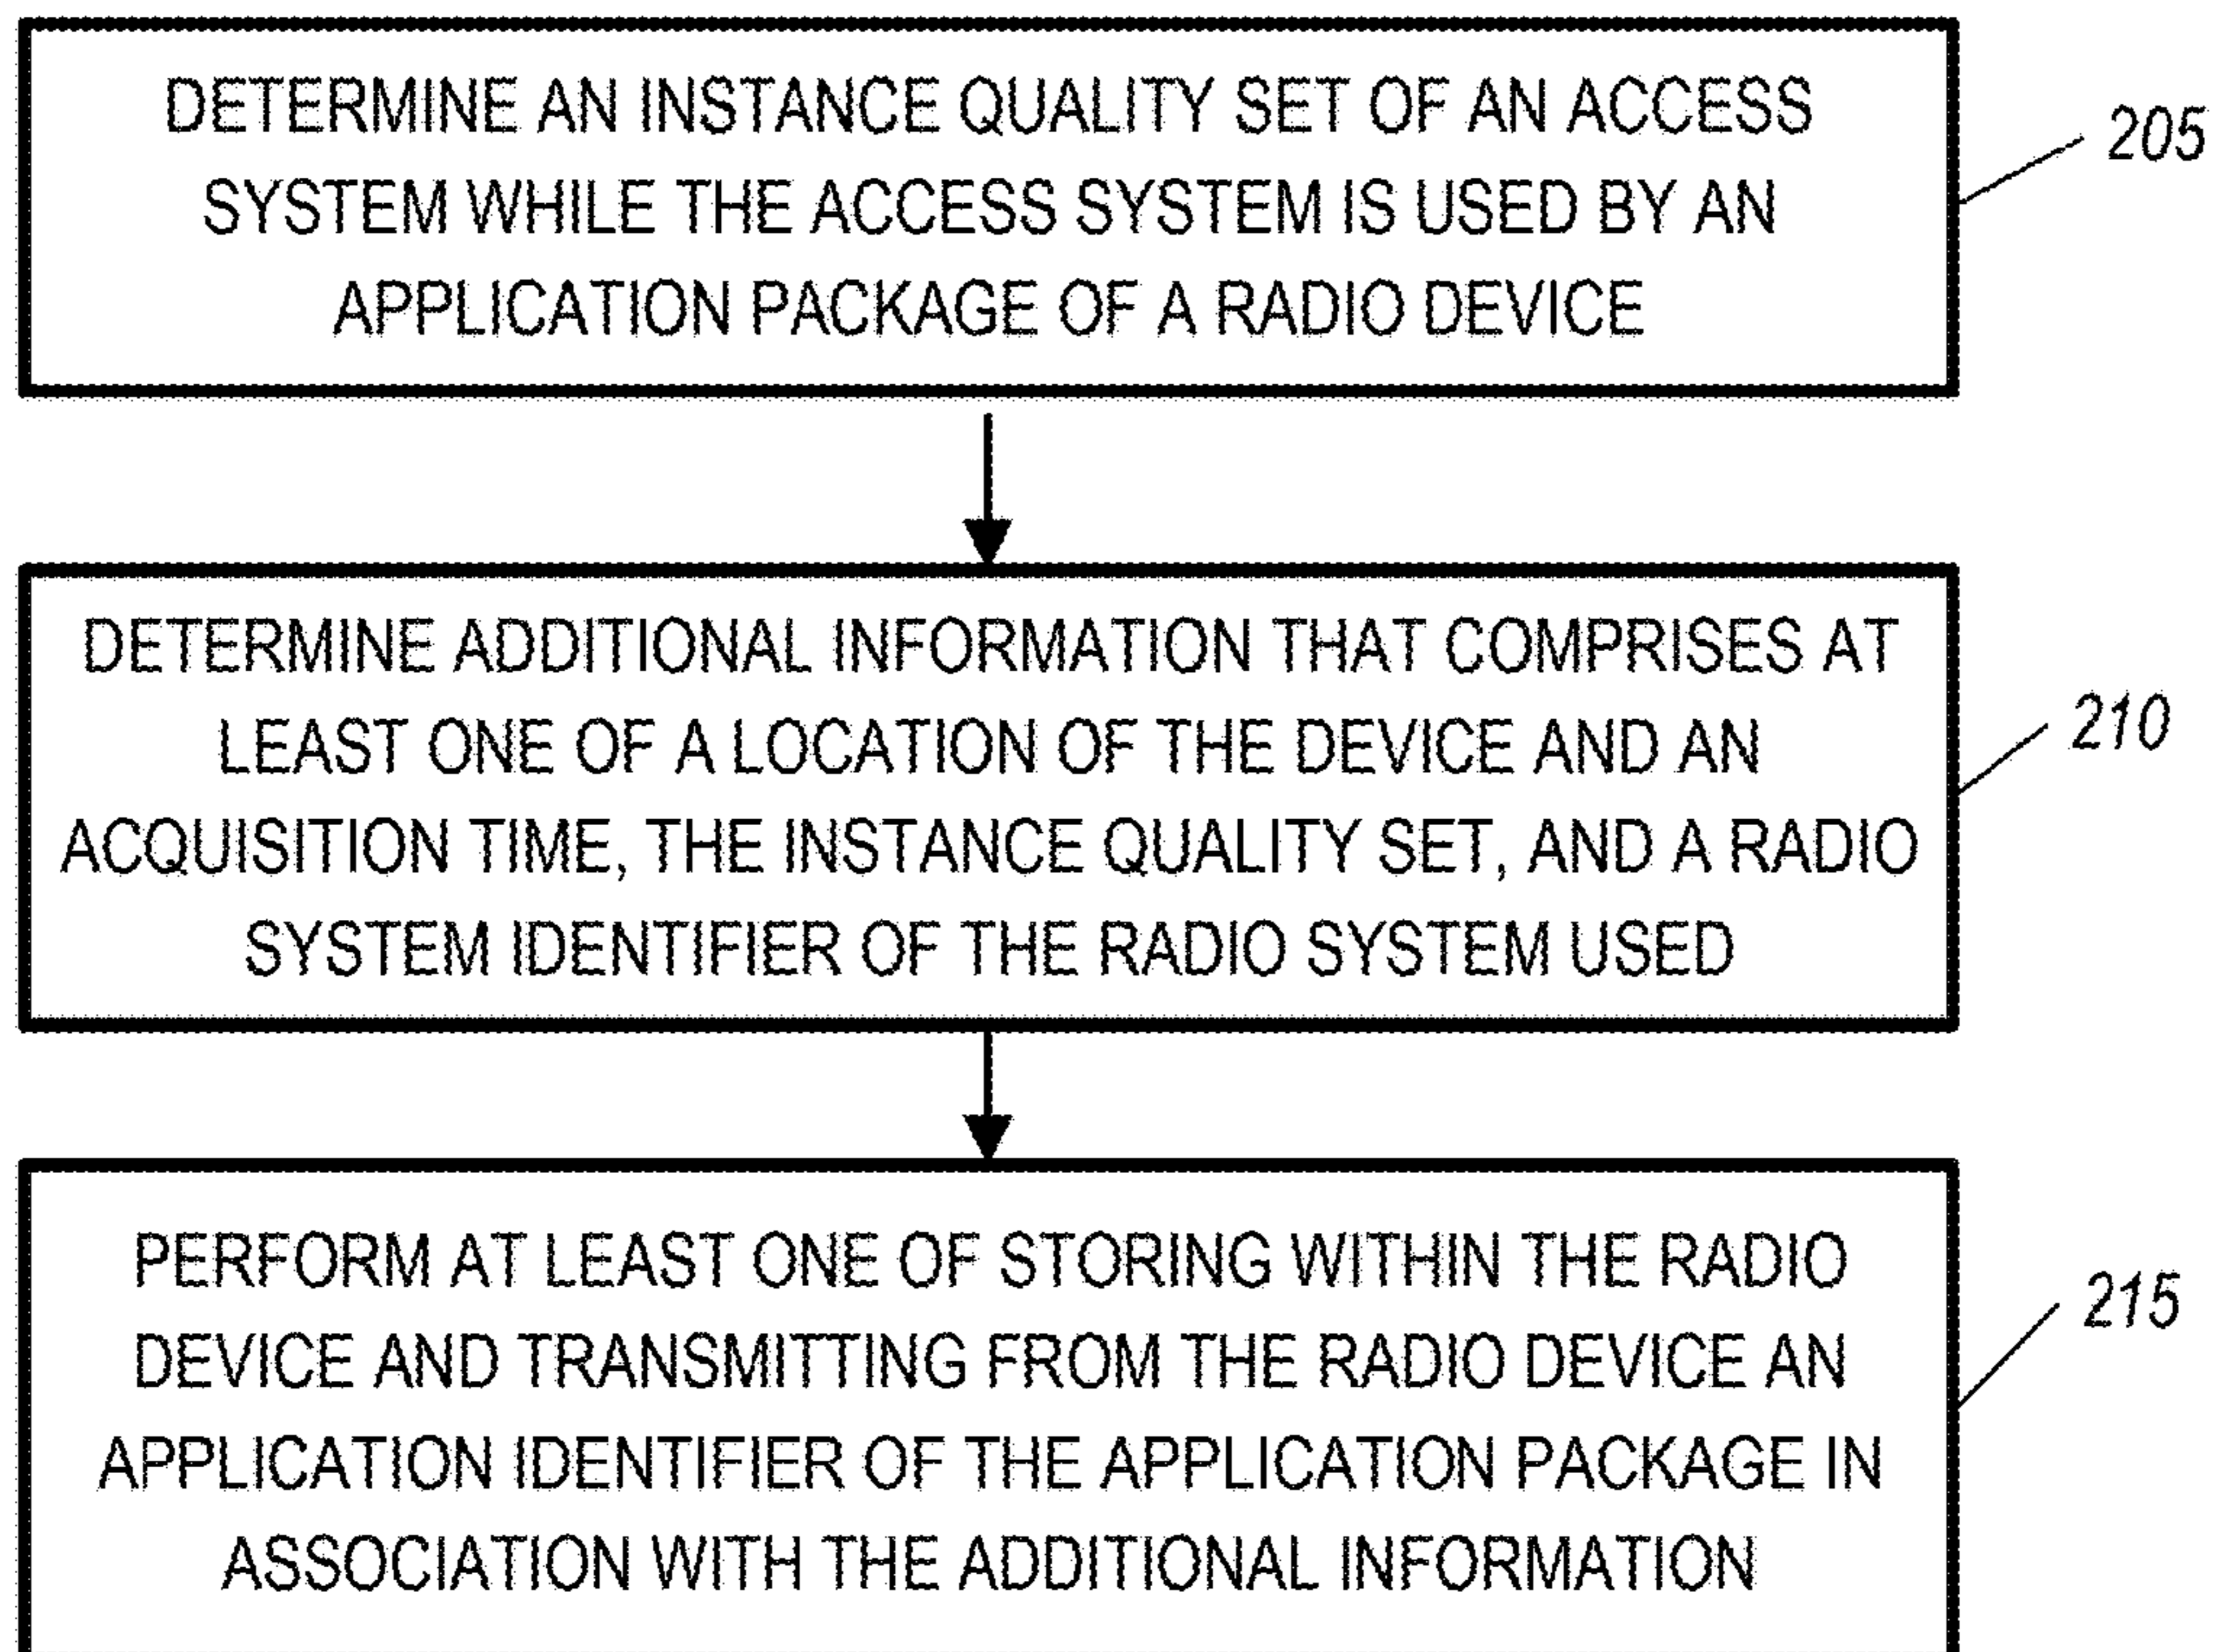 DETERMINE AN INSTANCE QUALITY SET OF AN ACCESS
SYSTEM WHILE THE ACCESS SYSTEM IS USED BY AN
APPLICATION PACKAGE OF A RADIO DEVICE
205
DETERMINE ADDITIONAL INFORMATION THAT COMPRISES AT
LEAST ONE OF A LOCATION OF THE DEVICE AND AN
ACQUISITION TIME, THE INSTANCE QUALITY SET, AND A RADIO
SYSTEM IDENTIFIER OF THE RADIO SYSTEM USED
210
PERFORM AT LEAST ONE OF STORING WITHIN THE RADIO
DEVICE AND TRANSMITTING FROM THE RADIO DEVICE AN
APPLICATION IDENTIFIER OF THE APPLICATION PACKAGE IN
ASSOCIATION WITH THE ADDITIONAL INFORMATION
215